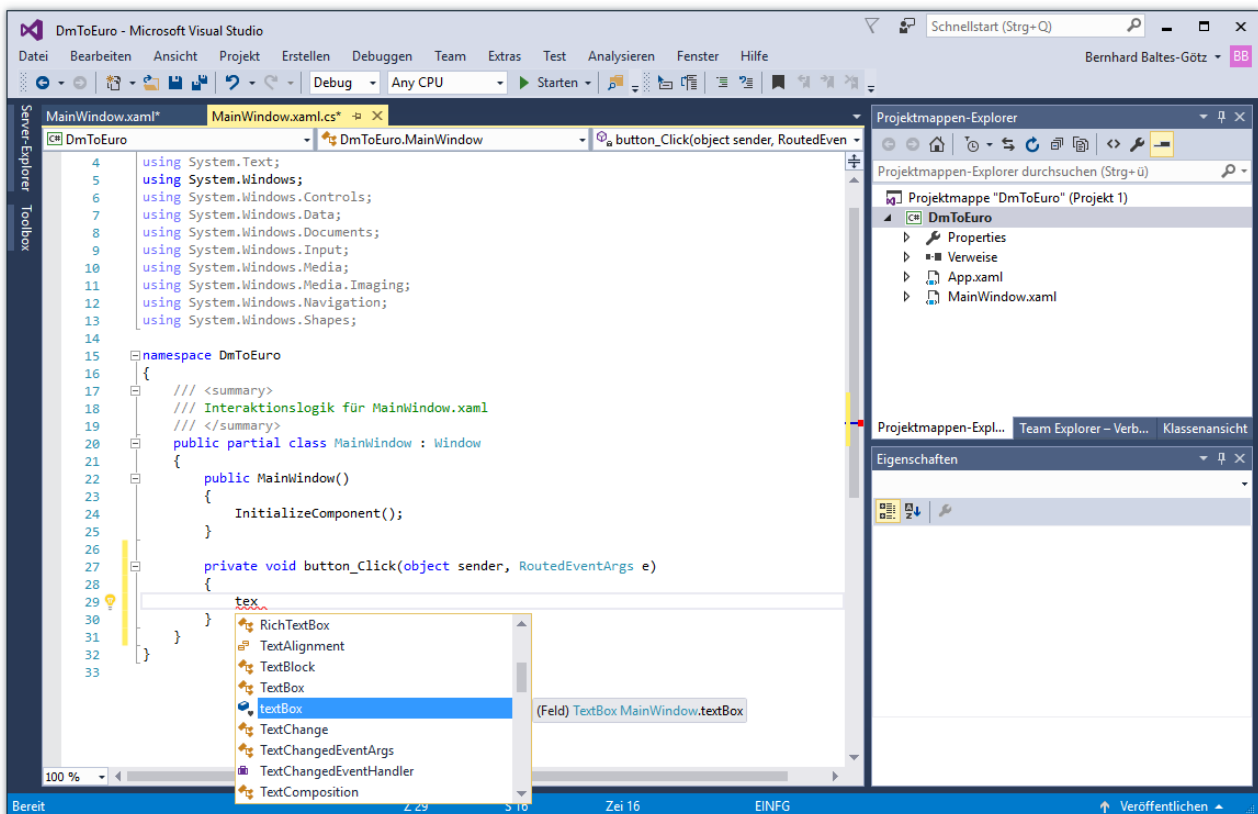 DmToEuro - Microsoft Visual Studio
Schnellstart (Strg+Q)
Datei Bearbeiten Ansicht Projekt Erstellen Debuggen Team Extras Test Analysieren Fenster Hilfe
Bernhard Baltes-Götz BB
Debug Any CPU Starten
Server-Explorer
Toolbox
MainWindow.xaml* MainWindow.xaml.cs*
DmToEuro DmToEuro.MainWindow button_Click(object sender, RoutedEven
4 using System.Text;
5 using System.Windows;
6 using System.Windows.Controls;
7 using System.Windows.Data;
8 using System.Windows.Documents;
9 using System.Windows.Input;
10 using System.Windows.Media;
11 using System.Windows.Media.Imaging;
12 using System.Windows.Navigation;
13 using System.Windows.Shapes;
14
15 namespace DmToEuro
16 {
17 /// <summary>
18 /// Interaktionslogik für MainWindow.xaml
19 /// </summary>
20 public partial class MainWindow : Window
21 {
22 public MainWindow()
23 {
24 InitializeComponent();
25 }
26
27 private void button_Click(object sender, RoutedEventArgs e)
28 {
29 tex
30 }
31 }
32 }
33
RichTextBox
TextAlignment
TextBlock
TextBox
textBox
TextChange
TextChangedEventArgs
TextChangedEventHandler
TextComposition
(Feld) TextBox MainWindow.textBox
100 %
Projektmappen-Explorer
Projektmappen-Explorer durchsuchen (Strg+ü)
Projektmappe "DmToEuro" (Projekt 1)
DmToEuro
Properties
Verweise
App.xaml
MainWindow.xaml
Projektmappen-Expl... Team Explorer – Verb... Klassenansicht
Eigenschaften
Bereit Z 29 S 16 Zei 16 EINFG Veröffentlichen